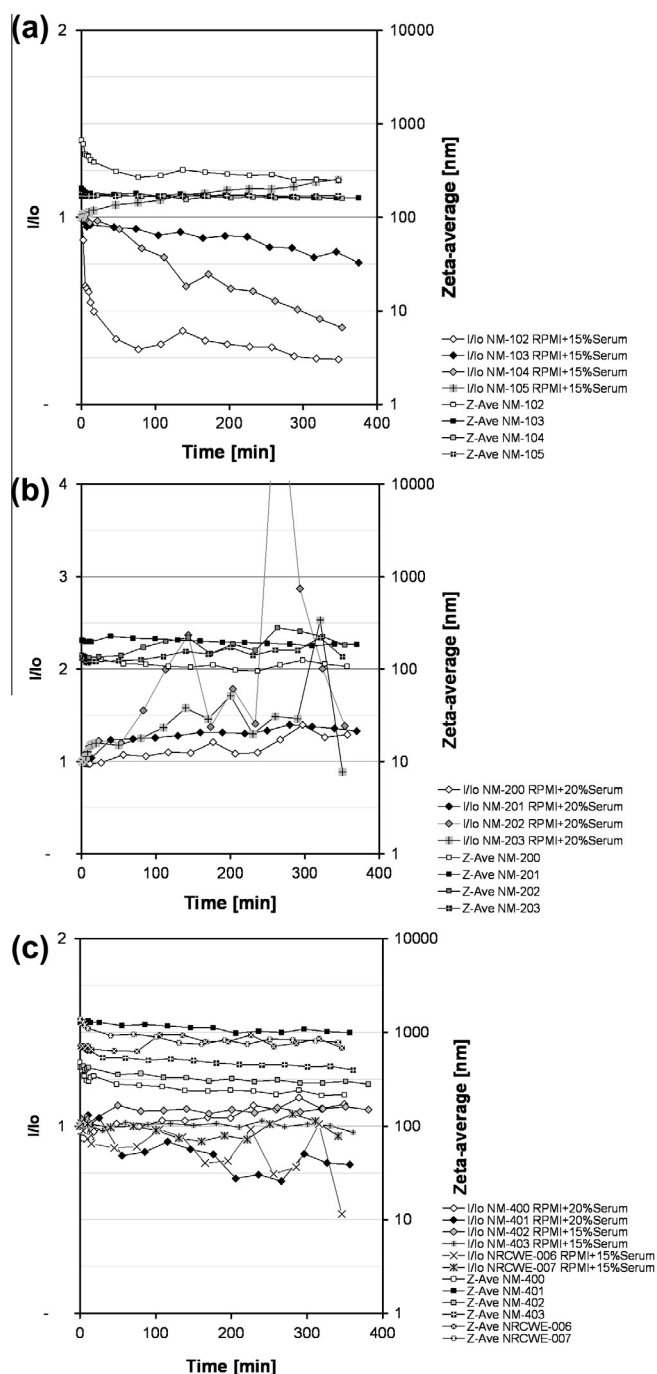 (a)
2
1
-
I/Io
10000
1000
100
10
1
Zeta-average [nm]
0
100
200
300
400
Time [min]
I/Io NM-102 RPMI+15%Serum
I/Io NM-103 RPMI+15%Serum
I/Io NM-104 RPMI+15%Serum
I/Io NM-105 RPMI+15%Serum
Z-Ave NM-102
Z-Ave NM-103
Z-Ave NM-104
Z-Ave NM-105
(b)
4
3
2
1
-
I/Io
10000
1000
100
10
1
Zeta-average [nm]
0
100
200
300
400
Time [min]
I/Io NM-200 RPMI+20%Serum
I/Io NM-201 RPMI+20%Serum
I/Io NM-202 RPMI+20%Serum
I/Io NM-203 RPMI+20%Serum
Z-Ave NM-200
Z-Ave NM-201
Z-Ave NM-202
Z-Ave NM-203
(c)
2
1
-
I/Io
10000
1000
100
10
1
Zeta-average [nm]
0
100
200
300
400
Time [min]
I/Io NM-400 RPMI+20%Serum
I/Io NM-401 RPMI+20%Serum
I/Io NM-402 RPMI+15%Serum
I/Io NM-403 RPMI+15%Serum
I/Io NRCWE-006 RPMI+15%Serum
I/Io NRCWE-007 RPMI+15%Serum
Z-Ave NM-400
Z-Ave NM-401
Z-Ave NM-402
Z-Ave NM-403
Z-Ave NRCWE-006
Z-Ave NRCWE-007